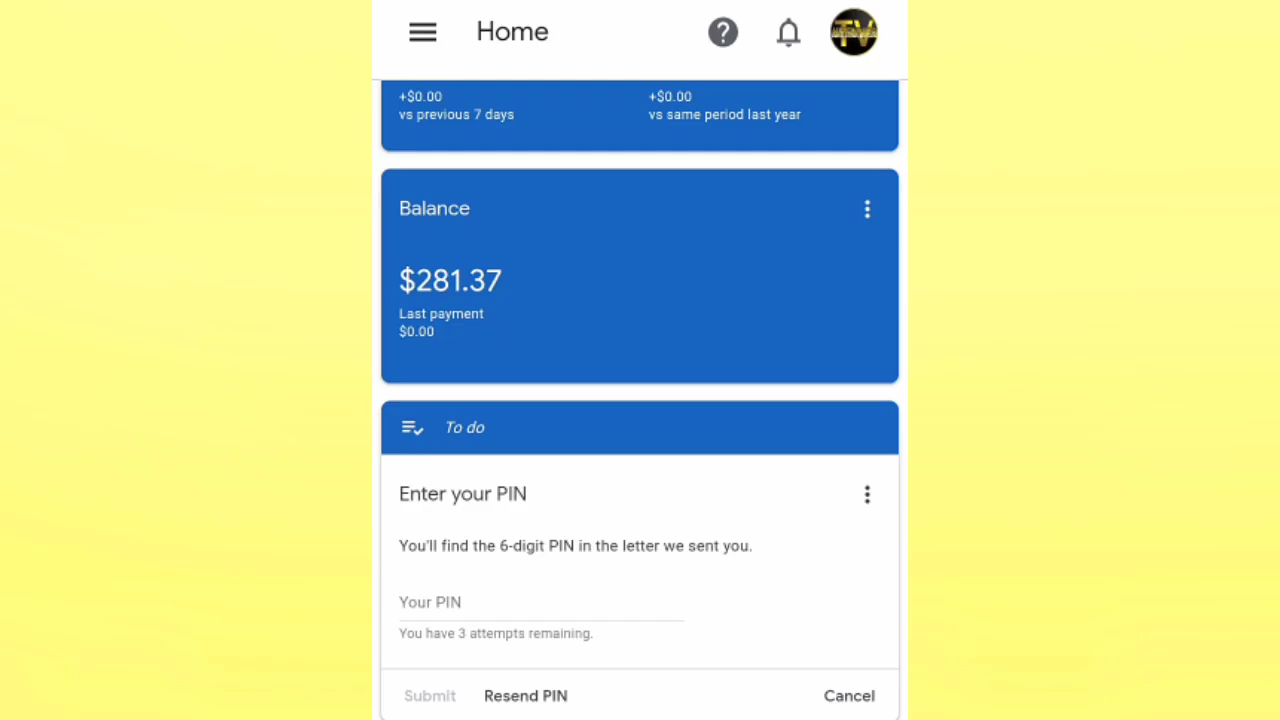 Home
+$0.00
vs previous 7 days
+$0.00
vs same period last year
Balance
$281.37
Last payment
$0.00
To do
Enter your PIN
You'll find the 6-digit PIN in the letter we sent you.
Your PIN
You have 3 attempts remaining.
Submit Resend PIN Cancel
TV